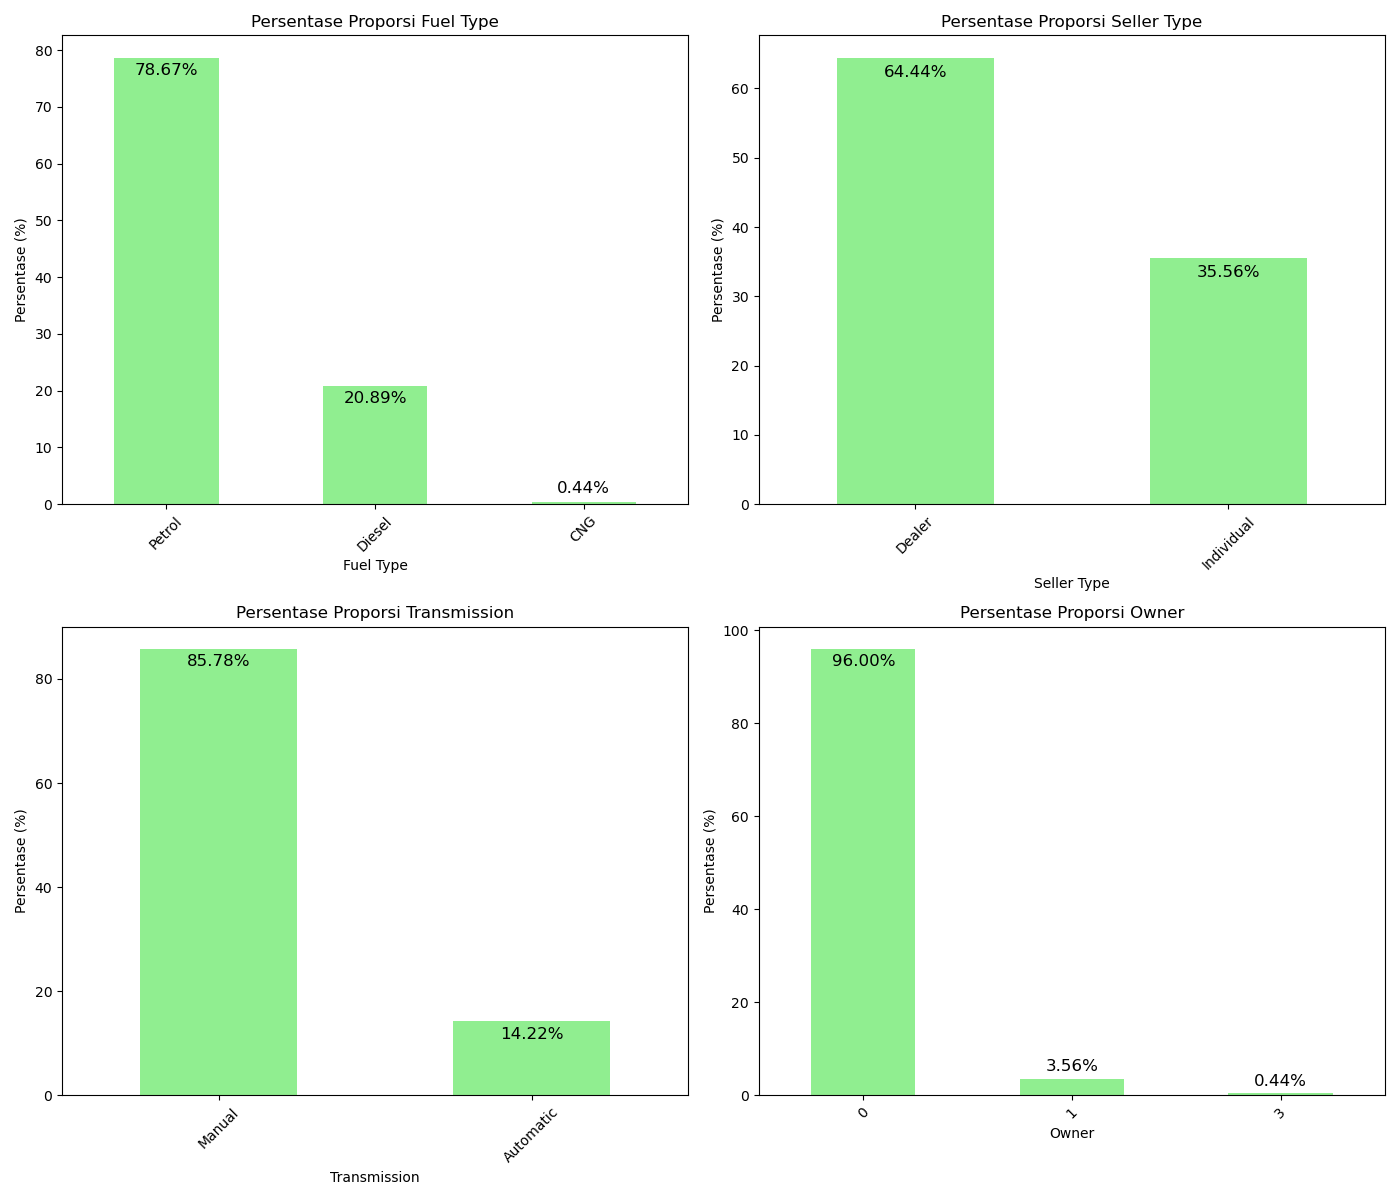 Persentase Proporsi Fuel Type
Persentase (%)
80
70
60
50
40
30
20
10
0
78.67%
20.89%
0.44%
Petrol
Diesel
CNG
Fuel Type
Persentase Proporsi Seller Type
Persentase (%)
60
50
40
30
20
10
0
64.44%
35.56%
Dealer
Individual
Seller Type
Persentase Proporsi Transmission
Persentase (%)
80
60
40
20
0
85.78%
14.22%
Manual
Automatic
Transmission
Persentase Proporsi Owner
Persentase (%)
100
80
60
40
20
0
96.00%
3.56%
0.44%
0
1
3
Owner